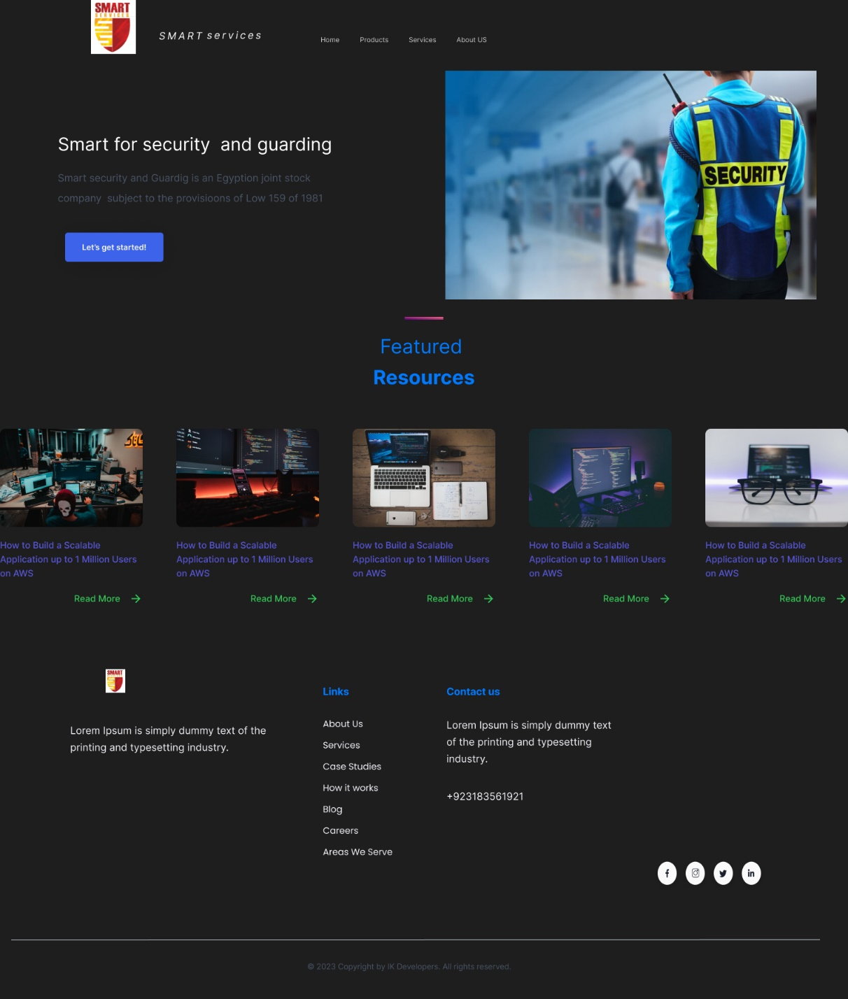 SMART
SERVICES
SMART services
Home
Products
Services
About US
SECURITY
Smart for security  and guarding
Smart security and Guardig is an Egyption joint stock
company  subject to the provisioons of Low 159 of 1981
Let's get started!
Featured
Resources
How to Build a Scalable
Application up to 1 Million Users
on AWS
Read More
How to Build a Scalable
Application up to 1 Million Users
on AWS
Read More
How to Build a Scalable
Application up to 1 Million Users
on AWS
Read More
How to Build a Scalable
Application up to 1 Million Users
on AWS
Read More
How to Build a Scalable
Application up to 1 Million Users
on AWS
Read More
SMART
Lorem Ipsum is simply dummy text of the
printing and typesetting industry.
Links
About Us
Services
Case Studies
How it works
Blog
Careers
Areas We Serve
Contact us
Lorem Ipsum is simply dummy text
of the printing and typesetting
industry.
+923183561921
© 2023 Copyright by IK Developers. All rights reserved.